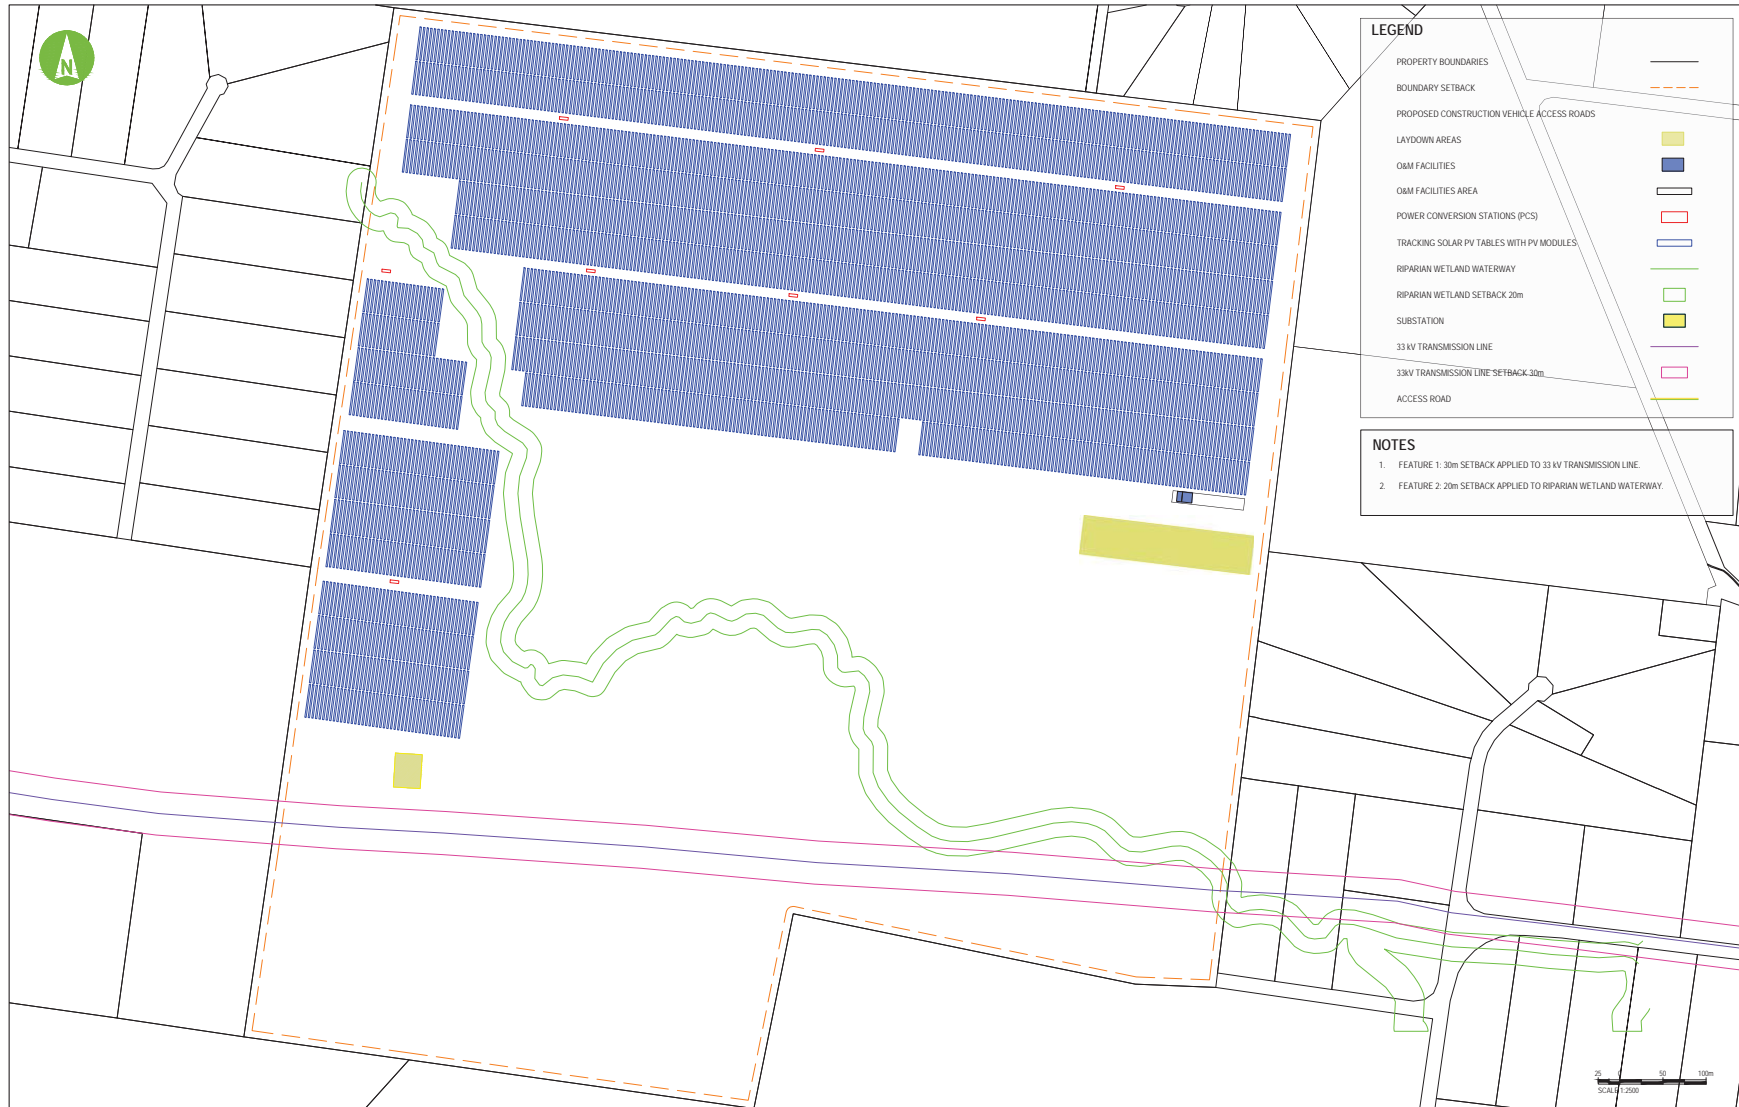 N
LEGEND
PROPERTY BOUNDARIES
BOUNDARY SETBACK
PROPOSED CONSTRUCTION VEHICLE ACCESS ROADS
LAYDOWN AREAS
O&M FACILITIES
O&M FACILITIES AREA
POWER CONVERSION STATIONS (PCS)
TRACKING SOLAR PV TABLES WITH PV MODULES
RIPARIAN WETLAND WATERWAY
RIPARIAN WETLAND SETBACK 20m
SUBSTATION
33 kV TRANSMISSION LINE
33kV TRANSMISSION LINE SETBACK 30m
ACCESS ROAD
NOTES
1. FEATURE 1: 30m SETBACK APPLIED TO 33 kV TRANSMISSION LINE.
2. FEATURE 2: 20m SETBACK APPLIED TO RIPARIAN WETLAND WATERWAY.
25 0 50 100m
SCALE 1:2500